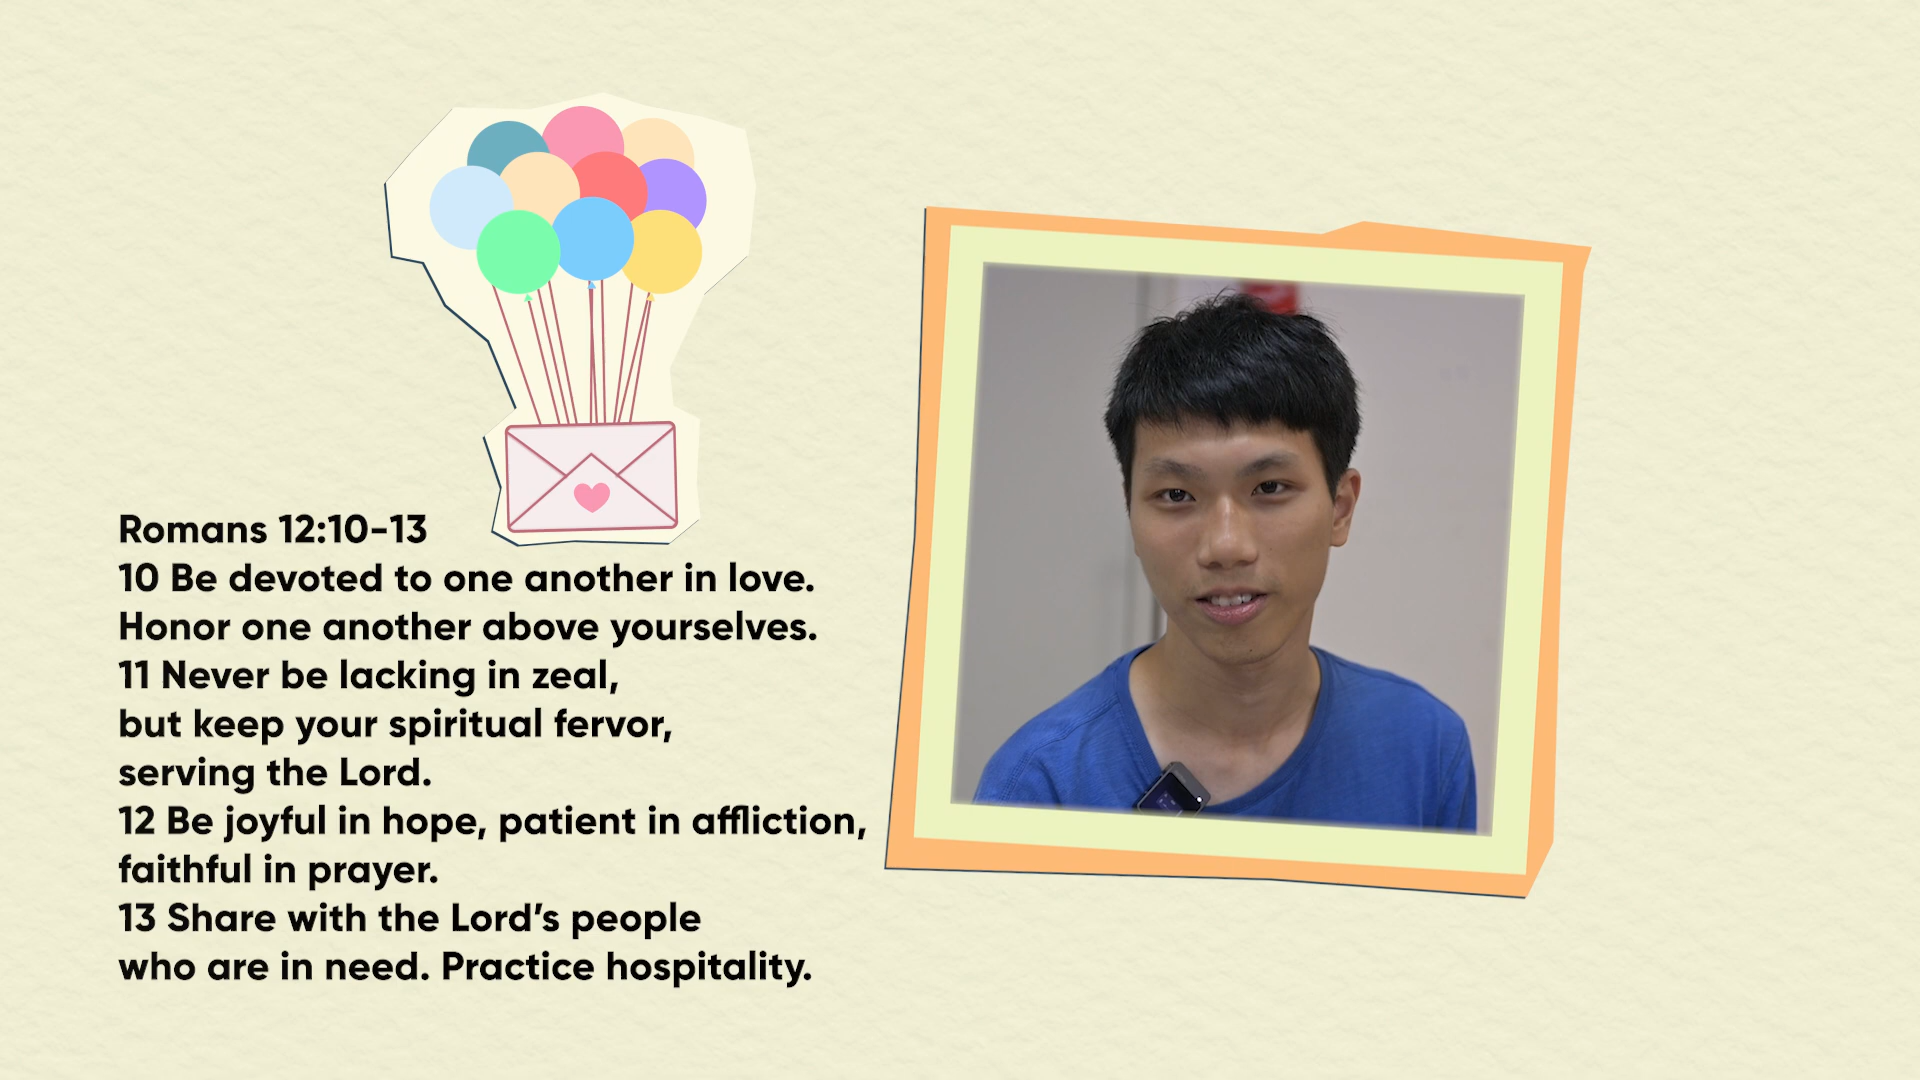 Romans 12:10-13
10 Be devoted to one another in love.
Honor one another above yourselves.
11 Never be lacking in zeal,
but keep your spiritual fervor,
serving the Lord.
12 Be joyful in hope, patient in affliction,
faithful in prayer.
13 Share with the Lord’s people
who are in need. Practice hospitality.